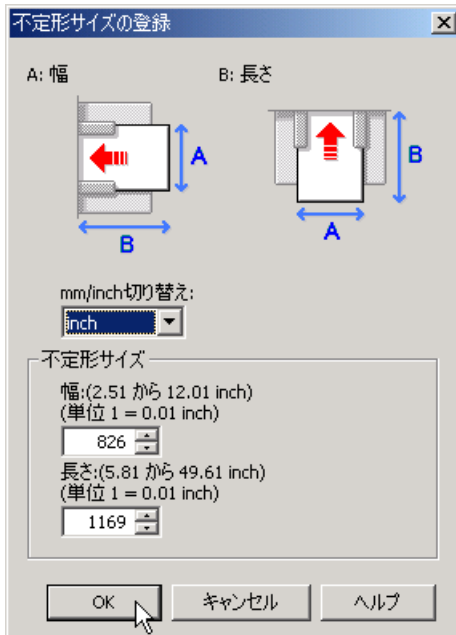 不定形サイズの登録
A: 幅
B: 長さ
A
B
B
A
mm/inch切り替え:
inch
不定形サイズ
幅:(2.51 から 12.01 inch)
(単位 1 = 0.01 inch)
826
長さ:(5.81 から 49.61 inch)
(単位 1 = 0.01 inch)
1169
OK
キャンセル
ヘルプ